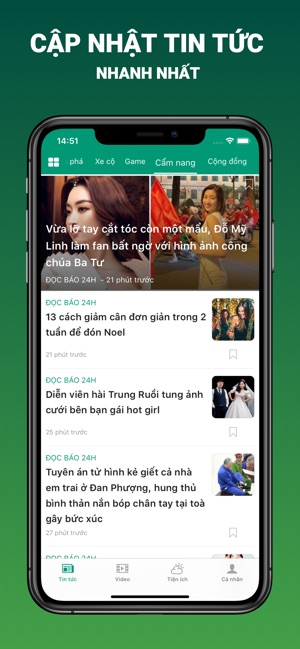 CẬP NHẬT TIN TỨC
NHANH NHẤT
14:51
phá Xe cộ Game Cẩm nang Cộng đồng
Vừa lỡ tay cắt tóc còn một mẩu, Đỗ Mỹ
Linh làm fan bất ngờ với hình ảnh công
chúa Ba Tư
ĐỌC BÁO 24H - 21 phút trước
ĐỌC BÁO 24H
13 cách giảm cân đơn giản trong 2
tuần để đón Noel
21 phút trước
ĐỌC BÁO 24H
Diễn viên hài Trung Ruồi tung ảnh
cưới bên bạn gái hot girl
25 phút trước
ĐỌC BÁO 24H
Tuyên án tử hình kẻ giết cả nhà
em trai ở Đan Phượng, hung thủ
bình thản nắn bóp chân tay tại toà
gây bức xúc
27 phút trước
ĐỌC BÁO 24H
Tin tức Video Tiện ích Cá nhân